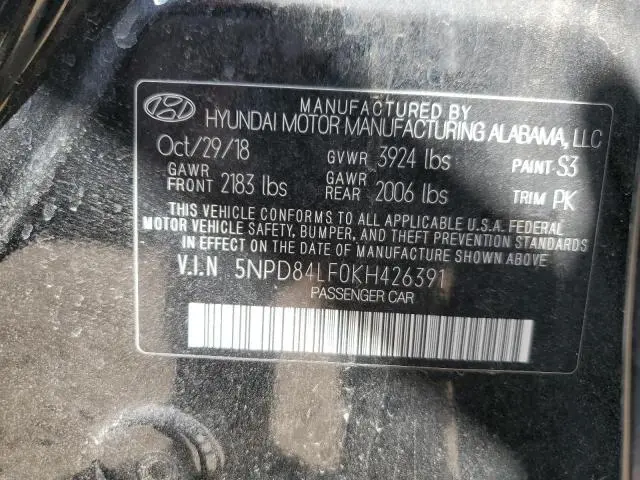 MANUFACTURED BY
HYUNDAI MOTOR MANUFACTURING ALABAMA, LLC
Oct/29/18 GVWR 3924 lbs PAINT-S3
GAWR FRONT 2183 lbs GAWR REAR 2006 lbs TRIM PK
THIS VEHICLE CONFORMS TO ALL APPLICABLE U.S.A. FEDERAL
MOTOR VEHICLE SAFETY, BUMPER, AND THEFT PREVENTION STANDARDS
IN EFFECT ON THE DATE OF MANUFACTURE SHOWN ABOVE.
V.I.N 5NPD84LF0KH426391
PASSENGER CAR